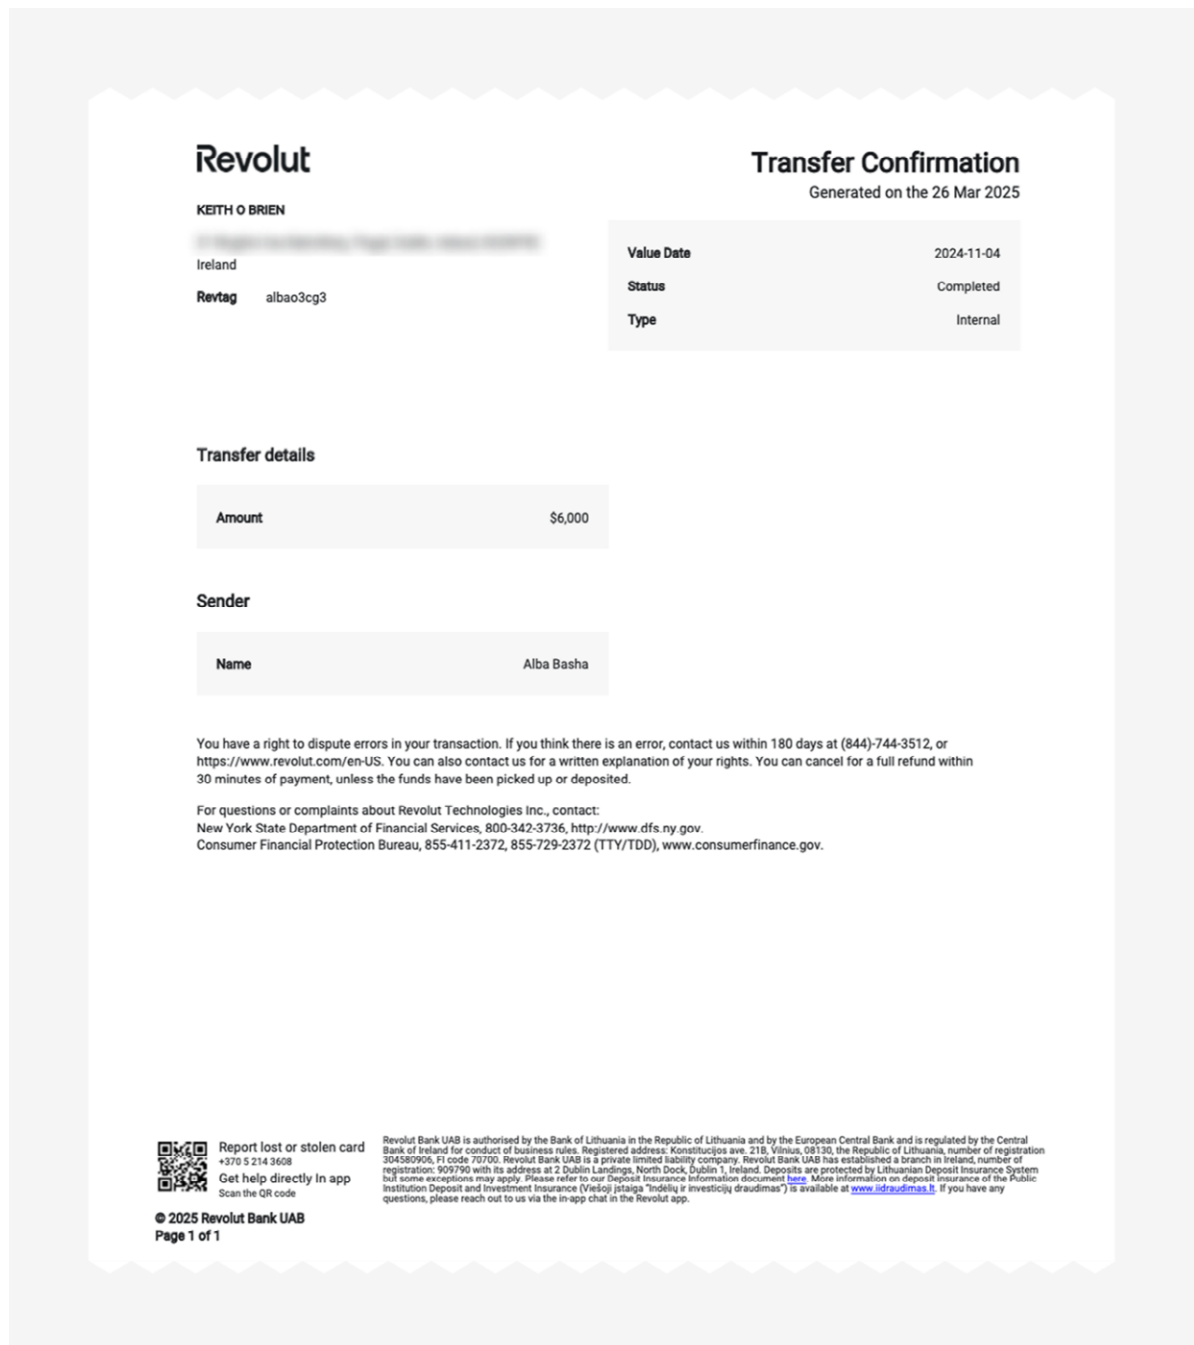 Revolut
Transfer Confirmation
Generated on the 26 Mar 2025
KEITH O BRIEN
Ireland
Revtag albao3cg3
Value Date 2024-11-04
Status Completed
Type Internal
Transfer details
Amount $6,000
Sender
Name Alba Basha
You have a right to dispute errors in your transaction. If you think there is an error, contact us within 180 days at (844)-744-3512, or
https://www.revolut.com/en-US. You can also contact us for a written explanation of your rights. You can cancel for a full refund within
30 minutes of payment, unless the funds have been picked up or deposited.
For questions or complaints about Revolut Technologies Inc., contact:
New York State Department of Financial Services, 800-342-3736, http://www.dfs.ny.gov.
Consumer Financial Protection Bureau, 855-411-2372, 855-729-2372 (TTY/TDD), www.consumerfinance.gov.
Report lost or stolen card
+370 5 214 3608
Get help directly In app
Scan the QR code
Revolut Bank UAB is authorised by the Bank of Lithuania in the Republic of Lithuania and by the European Central Bank and is regulated by the Central
Bank of Ireland for conduct of business rules. Registered address: Konstitucijos ave. 21B, Vilnius, 08130, the Republic of Lithuania, number of registration
304580906, FI code 70700. Revolut Bank UAB is a private limited liability company. Revolut Bank UAB has established a branch in Ireland, number of
registration: 909790 with its address at 2 Dublin Landings, North Dock, Dublin 1, Ireland. Deposits are protected by Lithuanian Deposit Insurance System
but some exceptions may apply. Please refer to our Deposit Insurance Information document here. More information on deposit insurance of the Public
Institution Deposit and Investment Insurance (Viešoji įstaiga “Indėlių ir investicijų draudimas”) is available at www.iidraudimas.lt. If you have any
questions, please reach out to us via the in-app chat in the Revolut app.
© 2025 Revolut Bank UAB
Page 1 of 1